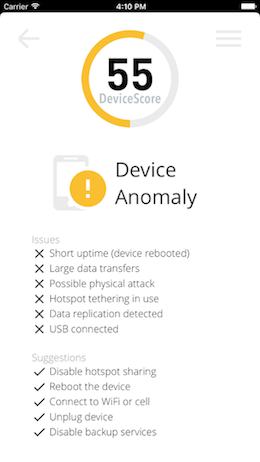 Carrier 4:10 PM
55
DeviceScore
!
Device
Anomaly
Issues
Short uptime (device rebooted)
Large data transfers
Possible physical attack
Hotspot tethering in use
Data replication detected
USB connected
Suggestions
Disable hotspot sharing
Reboot the device
Connect to WiFi or cell
Unplug device
Disable backup services